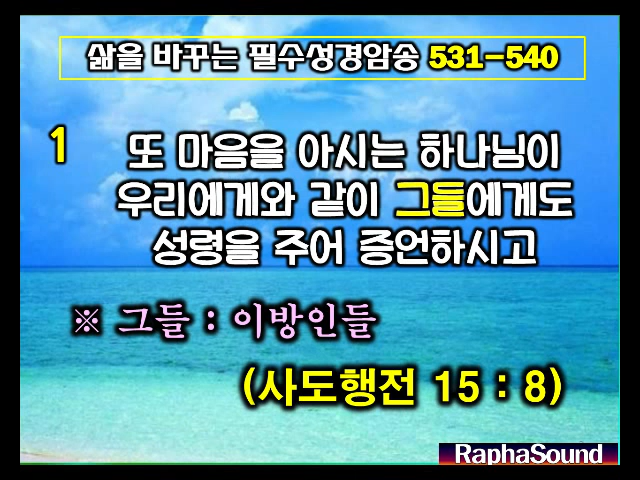 삶을 바꾸는 필수성경암송 531-540
1
또 마음을 아시는 하나님이
우리에게와 같이 그들에게도
성령을 주어 증언하시고
※ 그들 : 이방인들
(사도행전 15 : 8)
RaphaSound